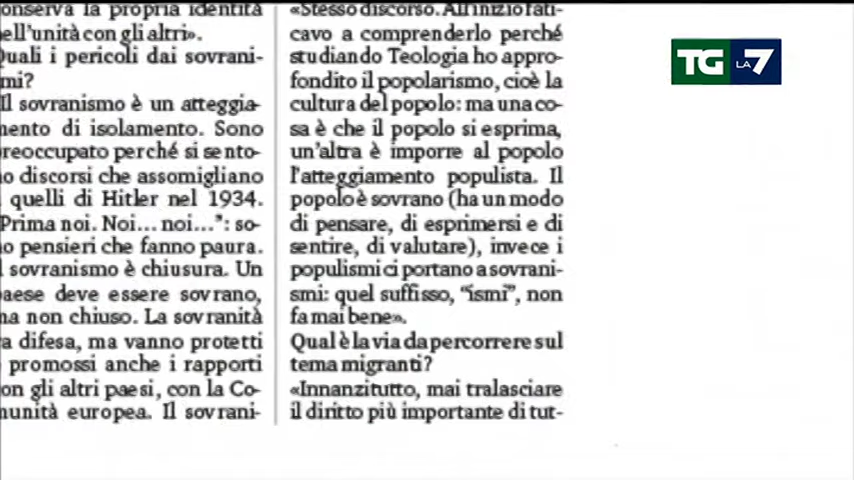 conserva la propria identità
nell'unità con gli altri».
Quali i pericoli dai sovrani-
smi?
Il sovranismo è un atteggia-
mento di isolamento. Sono
preoccupato perché si sento-
no discorsi che assomigliano
a quelli di Hitler nel 1934.
"Prima noi. Noi… noi…": so-
no pensieri che fanno paura.
Il sovranismo è chiusura. Un
paese deve essere sovrano,
ma non chiuso. La sovranità
va difesa, ma vanno protetti
e promossi anche i rapporti
con gli altri paesi, con la Co-
munità europea. Il sovrani-
«Stesso discorso. All'inizio fati-
cavo a comprenderlo perché
studiando Teologia ho appro-
fondito il popolarismo, cioè la
cultura del popolo: ma una co-
sa è che il popolo si esprima,
un'altra è imporre al popolo
l'atteggiamento populista. Il
popolo è sovrano (ha un modo
di pensare, di esprimersi e di
sentire, di valutare), invece i
populismi ci portano a sovrani-
smi: quel suffisso, "ismi", non
fa mai bene».
Qual è la via da percorrere sul
tema migranti?
«Innanzitutto, mai tralasciare
il diritto più importante di tut-
TG LA 7